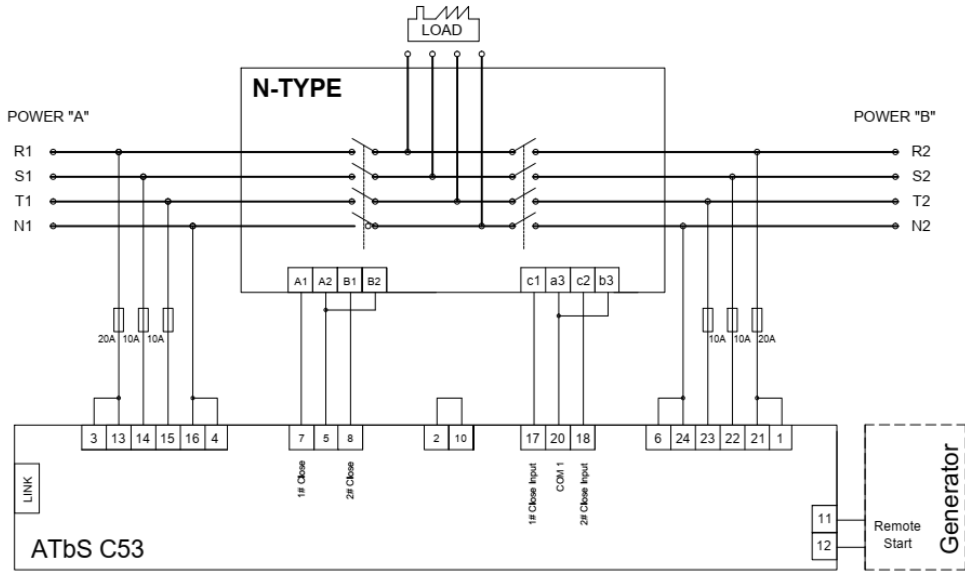 LOAD
N-TYPE
POWER "A"
POWER "B"
R1
R2
S1
S2
T1
T2
N1
N2
A1 A2 B1 B2
c1 a3 c2 b3
20A 10A 10A
10A 10A 20A
3 13 14 15 16 4
7 5 8
2 10
17 20 18
6 24 23 22 21 1
1# Close
2# Close
1# Close Input
COM 1
2# Close Input
LINK
ATbS C53
11
12
Remote
Start
Generator